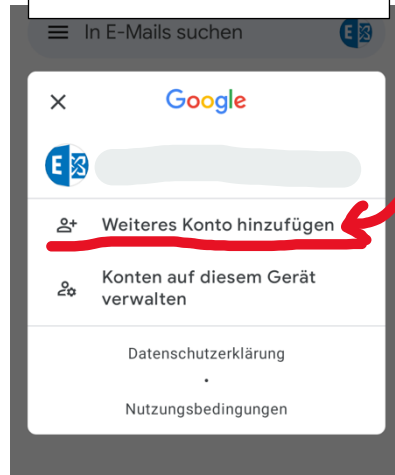 In E-Mails suchen
E
Google
E
Weiteres Konto hinzufügen
Konten auf diesem Gerät
verwalten
Datenschutzerklärung
Nutzungsbedingungen